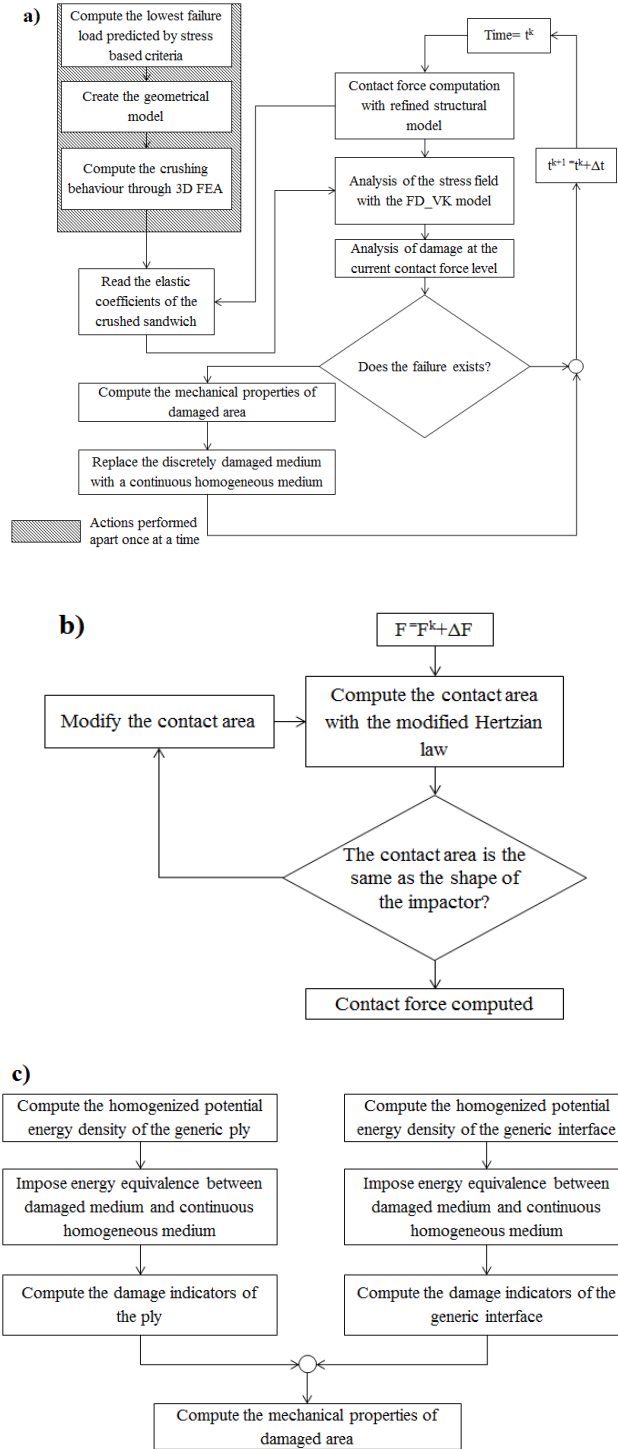 a)
Compute the lowest failure
load predicted by stress
based criteria
Create the geometrical
model
Compute the crushing
behaviour through 3D FEA
Read the elastic
coefficients of the
crushed sandwich
Time= t^k
Contact force computation
with refined structural
model
Analysis of the stress field
with the FD_VK model
Analysis of damage at the
current contact force level
Does the failure exists?
t^k+1 =t^k+Δt
Compute the mechanical properties of
damaged area
Replace the discretely damaged medium
with a continuous homogeneous medium
Actions performed
apart once at a time
b)
F =F^k+ΔF
Compute the contact area
with the modified Hertzian
law
Modify the contact area
The contact area is the
same as the shape of
the impactor?
Contact force computed
c)
Compute the homogenized potential
energy density of the generic ply
Impose energy equivalence between
damaged medium and continuous
homogeneous medium
Compute the damage indicators of
the ply
Compute the homogenized potential
energy density of the generic interface
Impose energy equivalence between
damaged medium and continuous
homogeneous medium
Compute the damage indicators of the
generic interface
Compute the mechanical properties of
damaged area